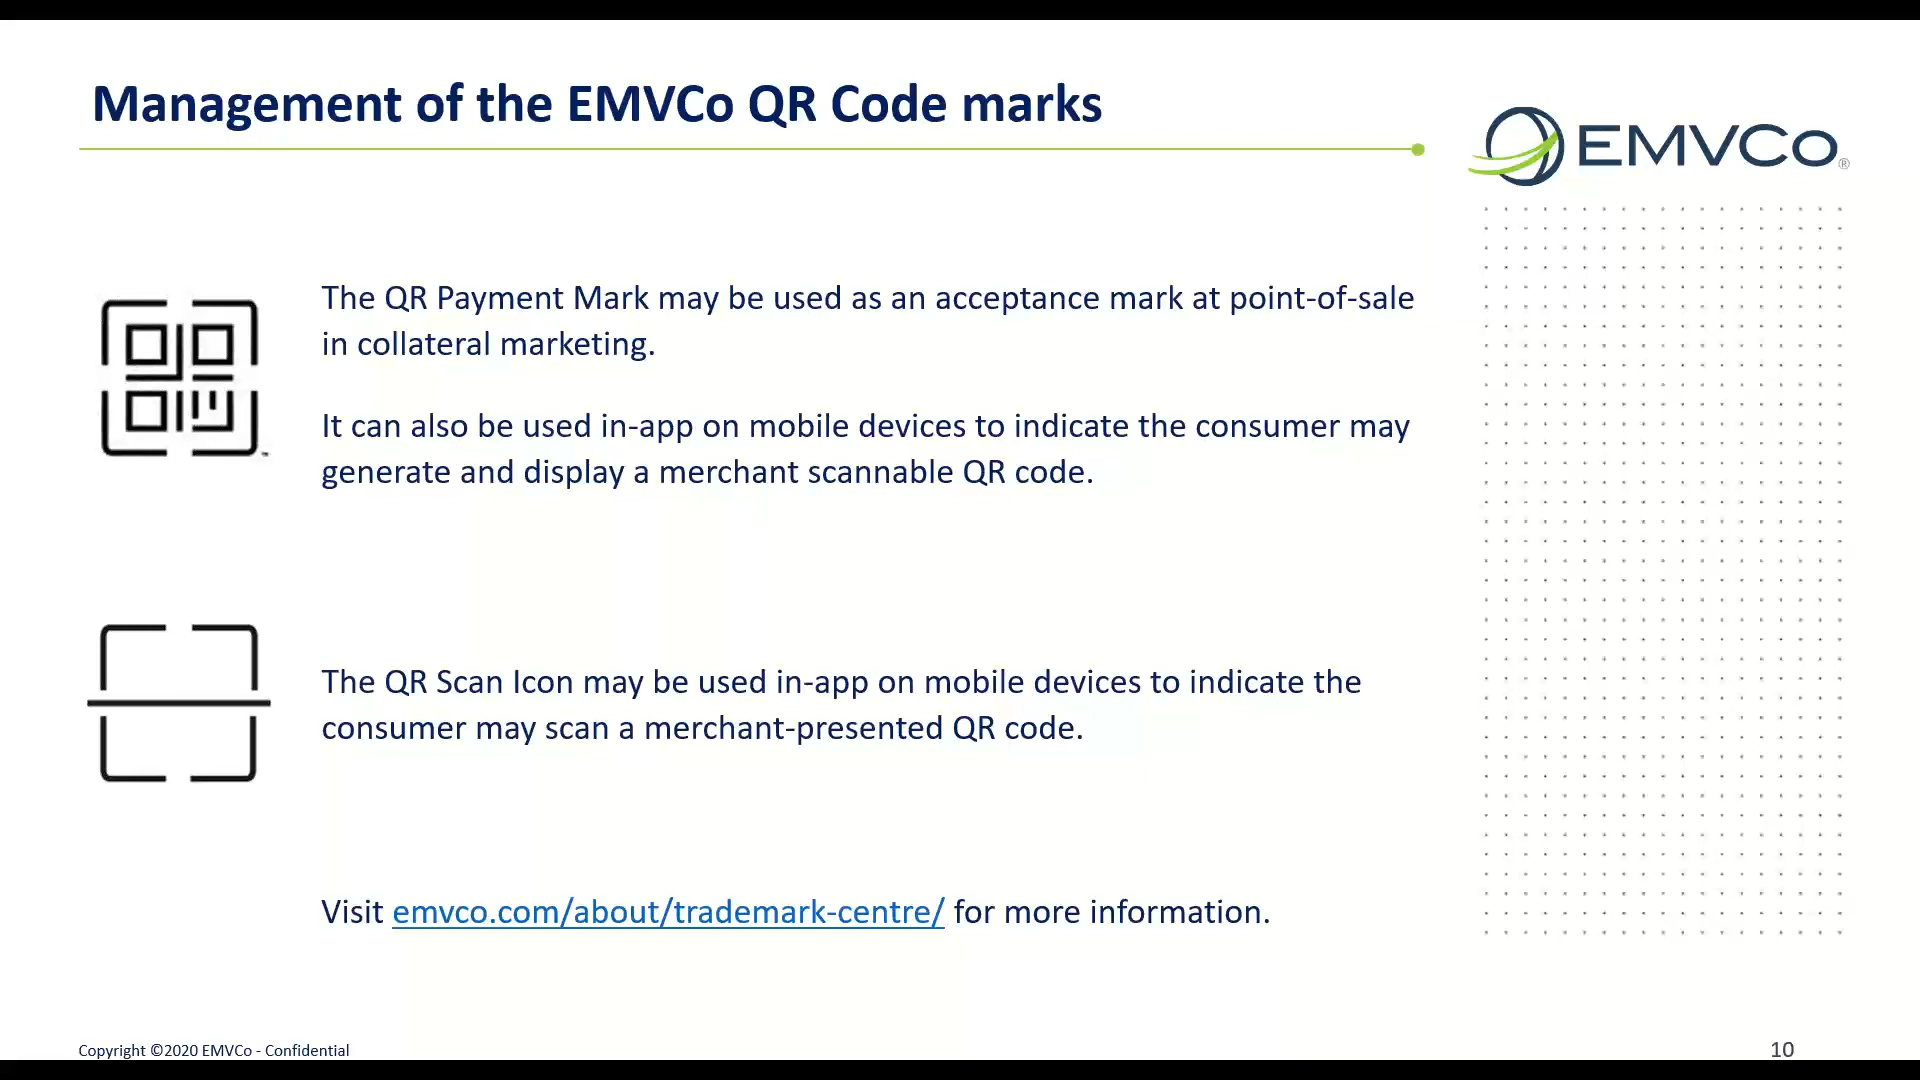 Management of the EMVCo QR Code marks
EMVCo®
The QR Payment Mark may be used as an acceptance mark at point-of-sale
in collateral marketing.
It can also be used in-app on mobile devices to indicate the consumer may
generate and display a merchant scannable QR code.
The QR Scan Icon may be used in-app on mobile devices to indicate the
consumer may scan a merchant-presented QR code.
Visit emvco.com/about/trademark-centre/ for more information.
Copyright ©2020 EMVCo - Confidential
10